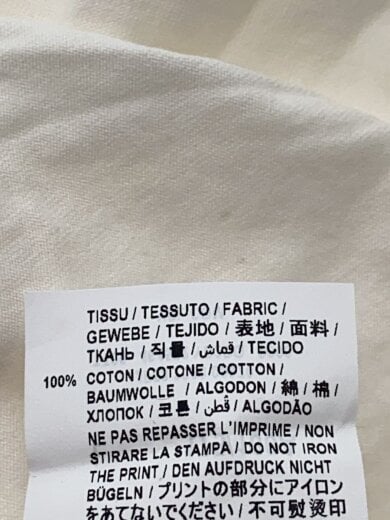 TISSU / TESSUTO / FABRIC /
GEWEBE / TEJIDO / 表地 / 面料 /
ТКАНЬ / 직물 / قماش / TECIDO
100% COTON / COTONE / COTTON /
BAUMWOLLE / ALGODON / 綿 / 棉 /
ХЛОПОК / 코튼 / قُطن / ALGODÃO
NE PAS REPASSER L'IMPRIME / NON
STIRARE LA STAMPA / DO NOT IRON
THE PRINT / DEN AUFDRUCK NICHT
BÜGELN / プリントの部分にアイロン
をあてないでください / 不可熨烫印